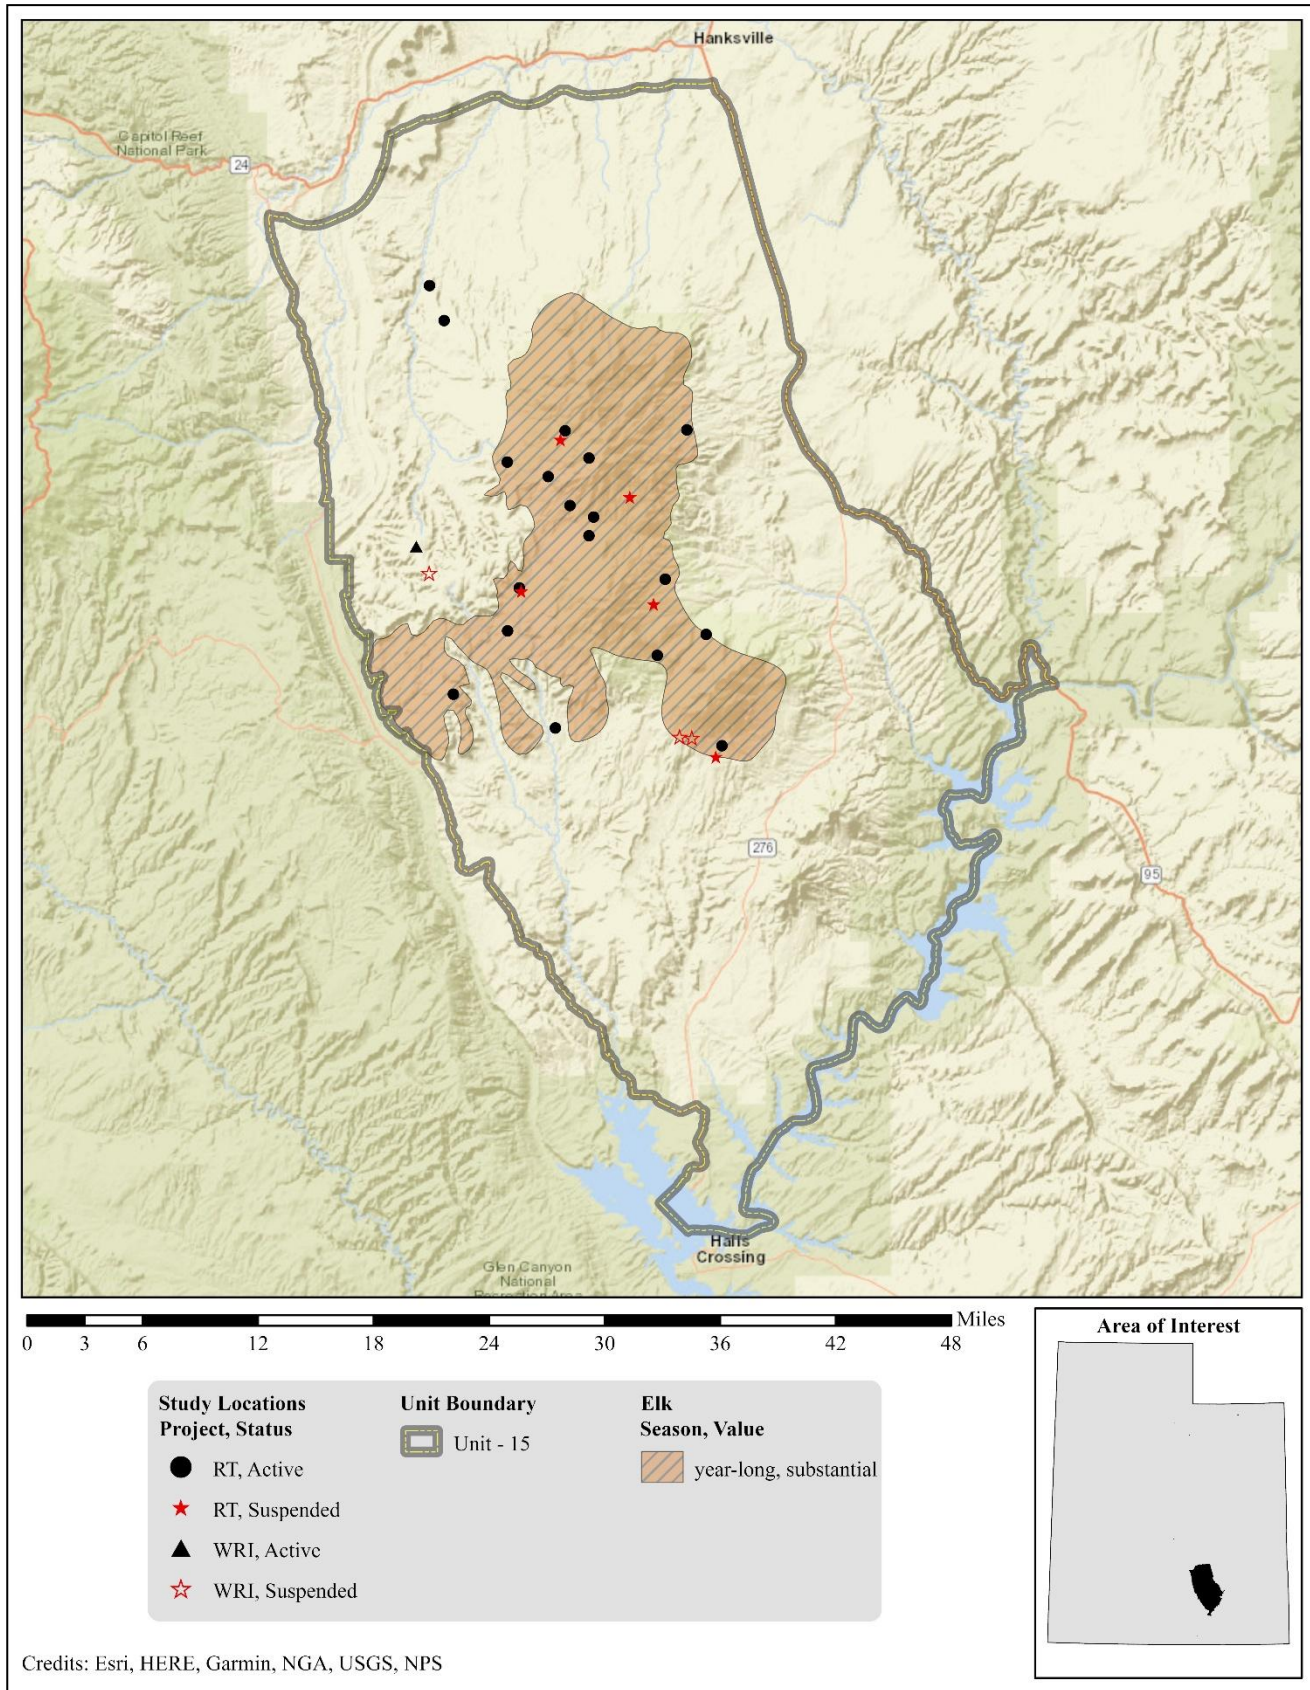 Hanksville
Capitol Reef
National Park
24
276
95
Halls
Crossing
Glen Canyon
National
Recreation Area
Miles
0 3 6 12 18 24 30 36 42 48
Area of Interest
Study Locations
Project, Status
RT, Active
RT, Suspended
WRI, Active
WRI, Suspended
Unit Boundary
Unit - 15
Elk
Season, Value
year-long, substantial
Credits: Esri, HERE, Garmin, NGA, USGS, NPS